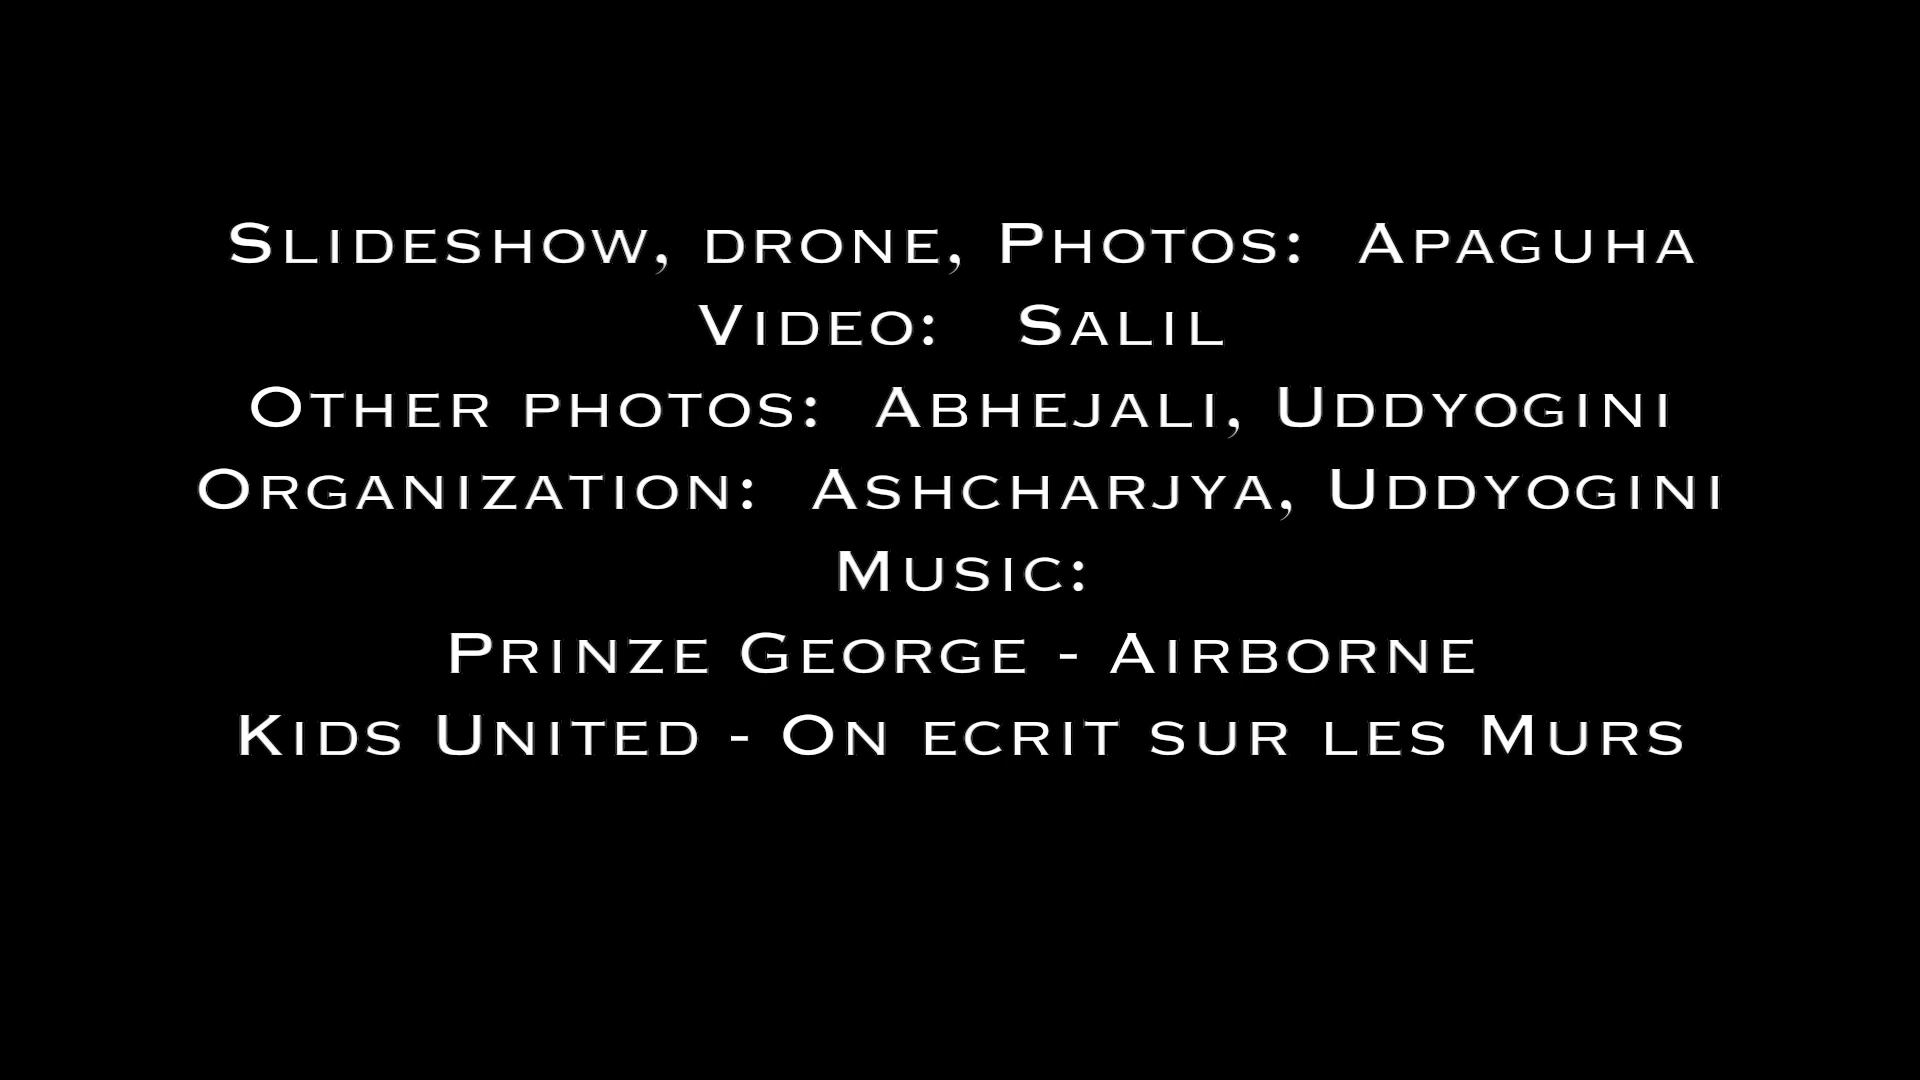 Slideshow, drone, Photos: Apaguha
Video: Salil
Other photos: Abhejali, Uddyogini
Organization: Ashcharjya, Uddyogini
Music:
Prinze George - Airborne
Kids United - On ecrit sur les Murs